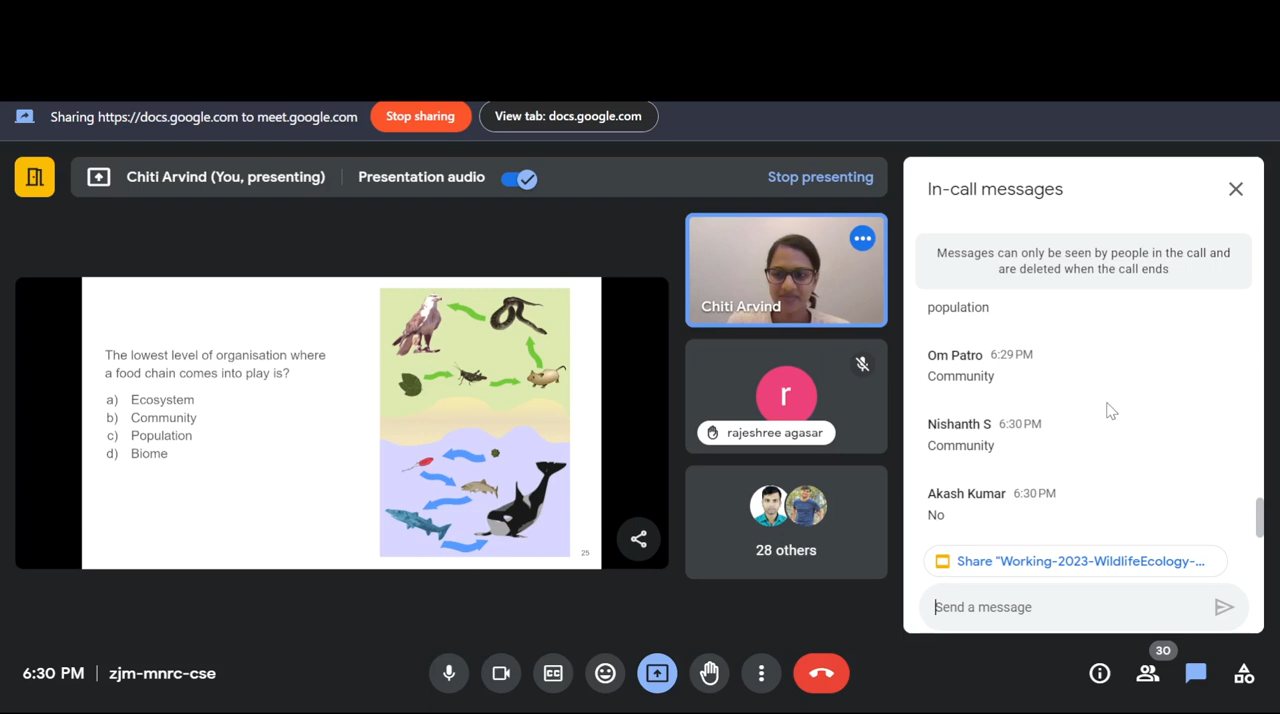 Sharing https://docs.google.com to meet.google.com
Stop sharing
View tab: docs.google.com
Chiti Arvind (You, presenting)
Presentation audio
Stop presenting
The lowest level of organisation where
a food chain comes into play is?
a) Ecosystem
b) Community
c) Population
d) Biome
25
Chiti Arvind
r
rajeshree agasar
28 others
In-call messages
Messages can only be seen by people in the call and
are deleted when the call ends
population
Om Patro 6:29 PM
Community
Nishanth S 6:30 PM
Community
Akash Kumar 6:30 PM
No
Share "Working-2023-WildlifeEcology-...
Send a message
6:30 PM | zjm-mnrc-cse
CC
30